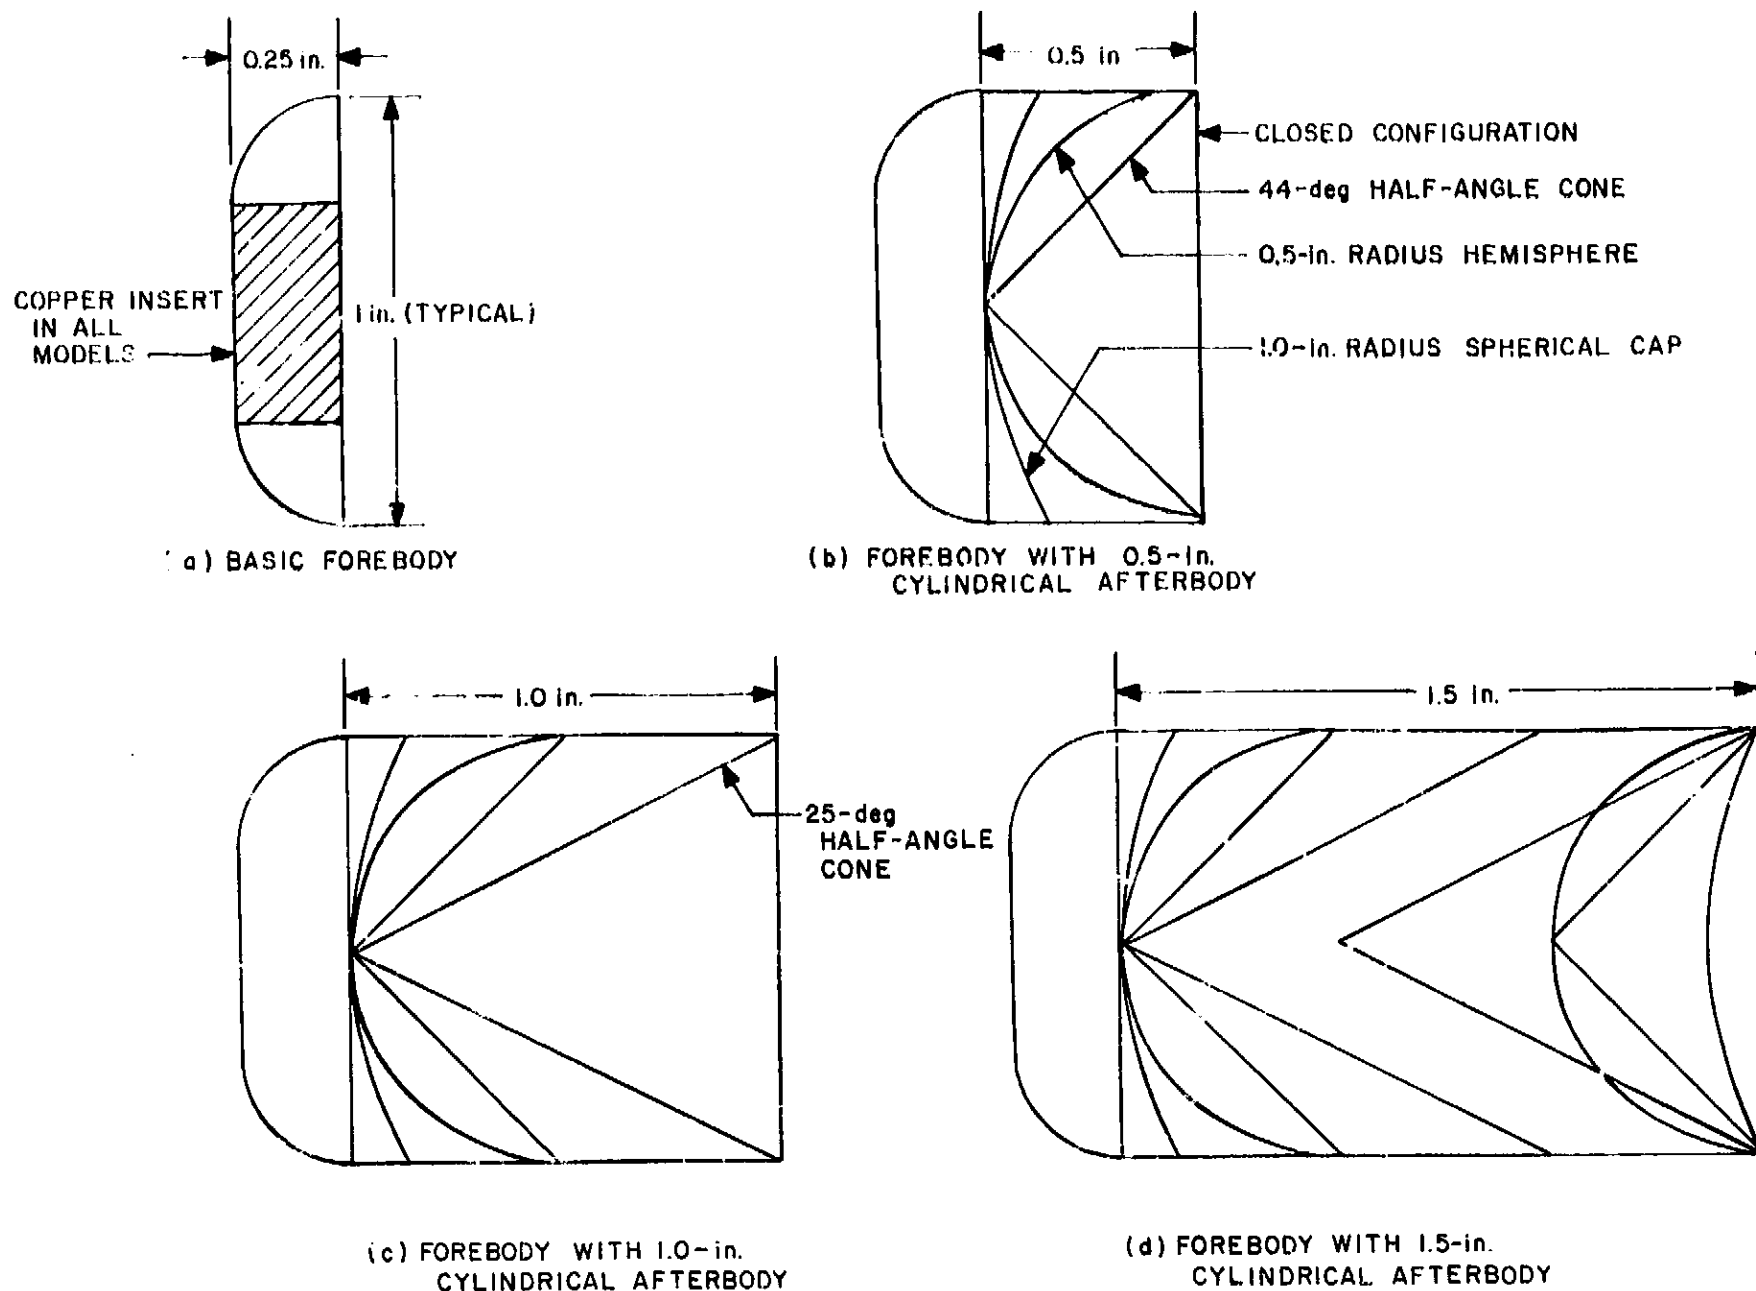 0.25 in.
COPPER INSERT
IN ALL
MODELS
1 in. (TYPICAL)
(a) BASIC FOREBODY
0.5 in
CLOSED CONFIGURATION
44-deg HALF-ANGLE CONE
0.5-in. RADIUS HEMISPHERE
1.0-in. RADIUS SPHERICAL CAP
(b) FOREBODY WITH 0.5-in.
CYLINDRICAL AFTERBODY
1.0 in.
25-deg
HALF-ANGLE
CONE
(c) FOREBODY WITH 1.0-in.
CYLINDRICAL AFTERBODY
1.5 in.
(d) FOREBODY WITH 1.5-in.
CYLINDRICAL AFTERBODY